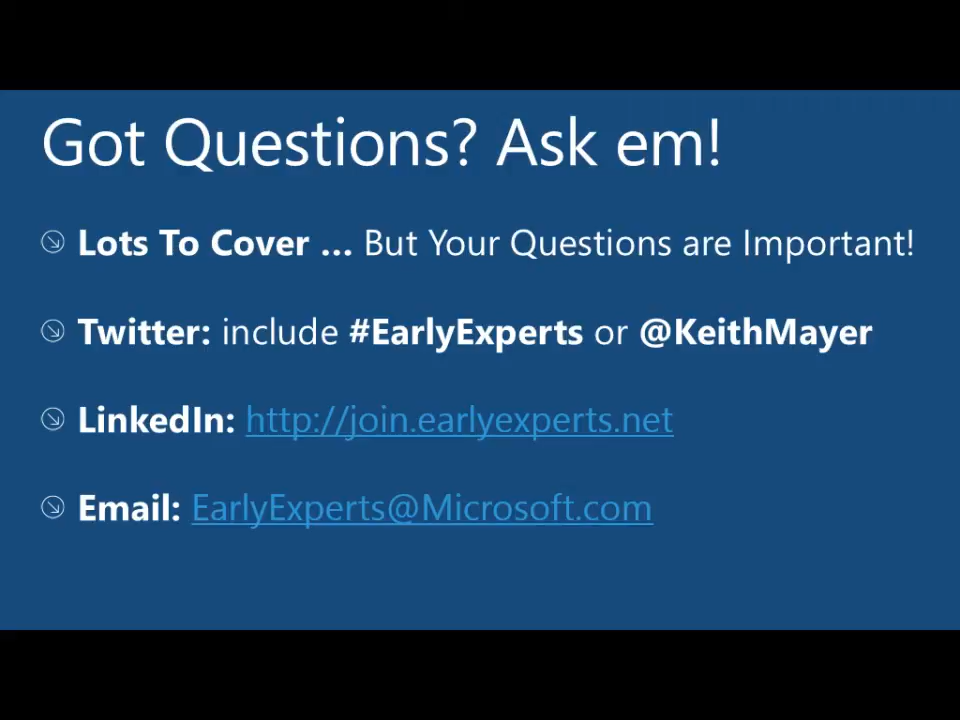 Got Questions? Ask em!
Lots To Cover ... But Your Questions are Important!
Twitter: include #EarlyExperts or @KeithMayer
LinkedIn: http://join.earlyexperts.net
Email: EarlyExperts@Microsoft.com